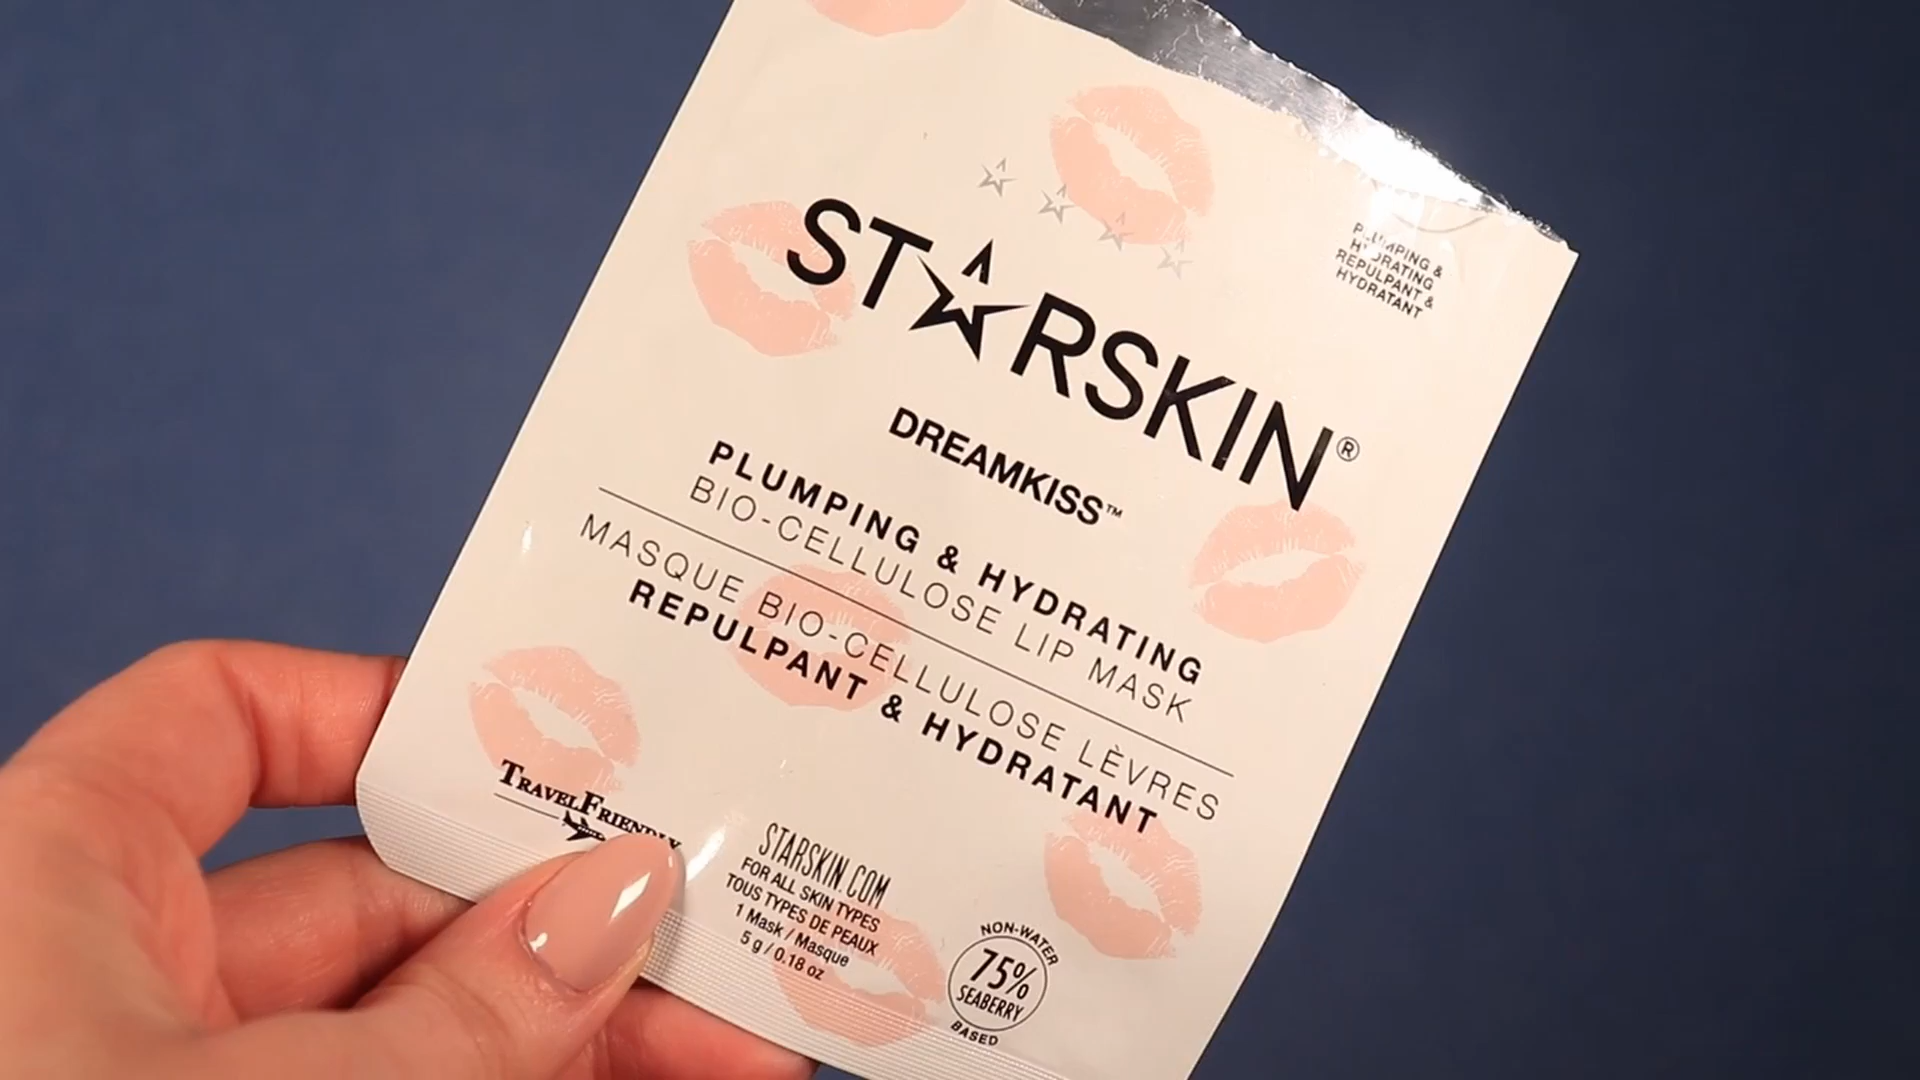 PLUMPING &
HYDRATING
REPULPANT &
HYDRATANT
STARSKIN®
DREAMKISS™
PLUMPING & HYDRATING
BIO-CELLULOSE LIP MASK
MASQUE BIO-CELLULOSE LÈVRES
REPULPANT & HYDRATANT
TRAVELFRIENDLY
STARSKIN.COM
FOR ALL SKIN TYPES
TOUS TYPES DE PEAUX
1 Mask / Masque
5 g / 0.18 oz
NON-WATER
75%
SEABERRY
BASED